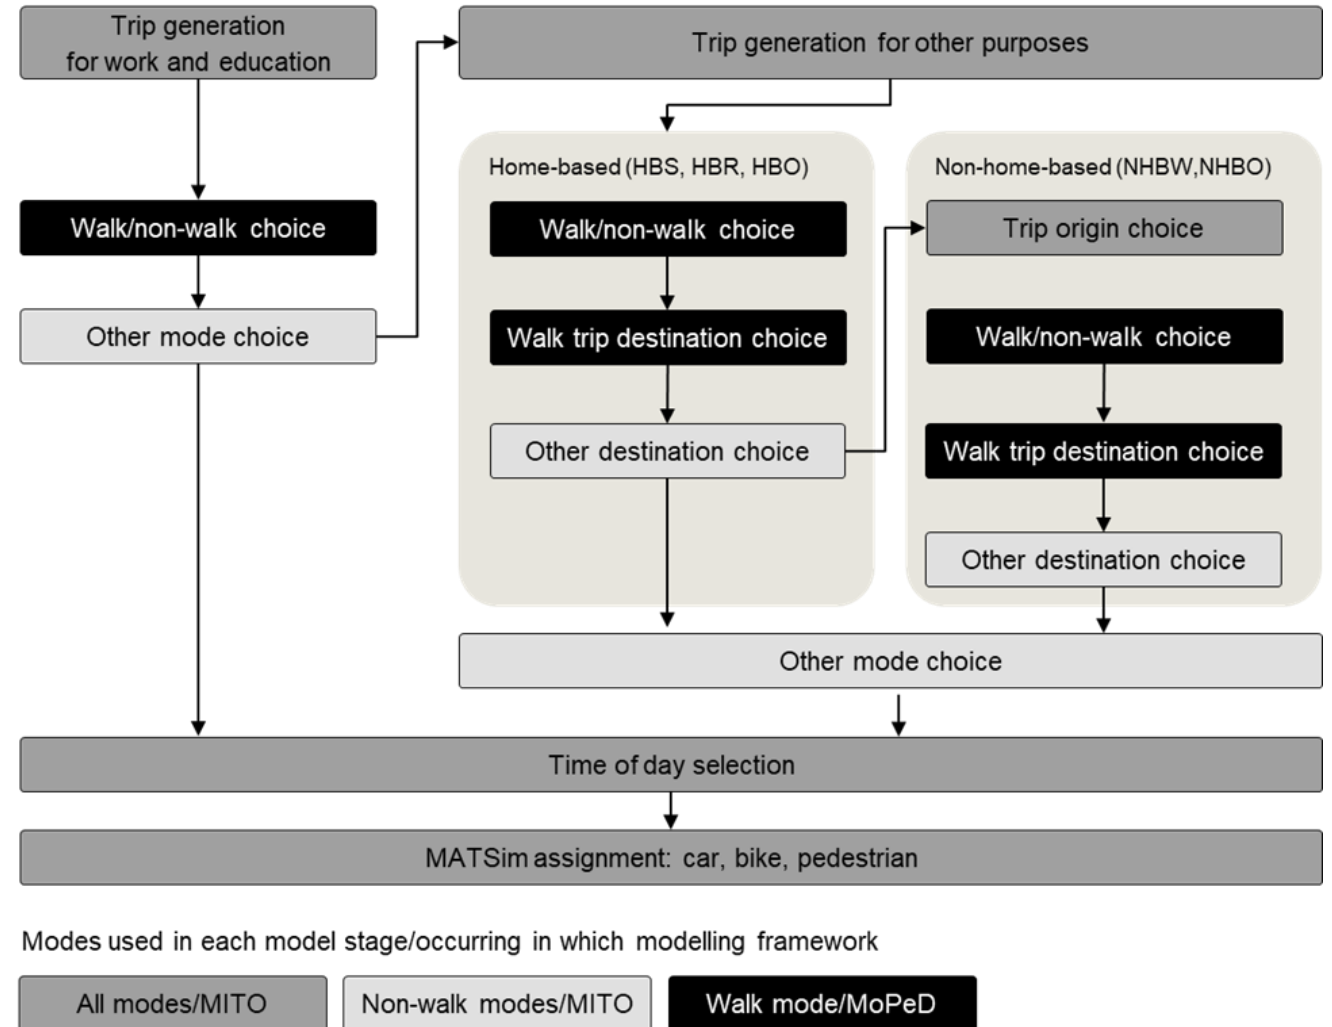 Trip generation
for work and education
Trip generation for other purposes
Home-based (HBS, HBR, HBO)
Non-home-based (NHBW,NHBO)
Walk/non-walk choice
Walk/non-walk choice
Trip origin choice
Other mode choice
Walk trip destination choice
Walk/non-walk choice
Other destination choice
Walk trip destination choice
Other destination choice
Other mode choice
Time of day selection
MATSim assignment: car, bike, pedestrian
Modes used in each model stage/occurring in which modelling framework
All modes/MITO
Non-walk modes/MITO
Walk mode/MoPeD